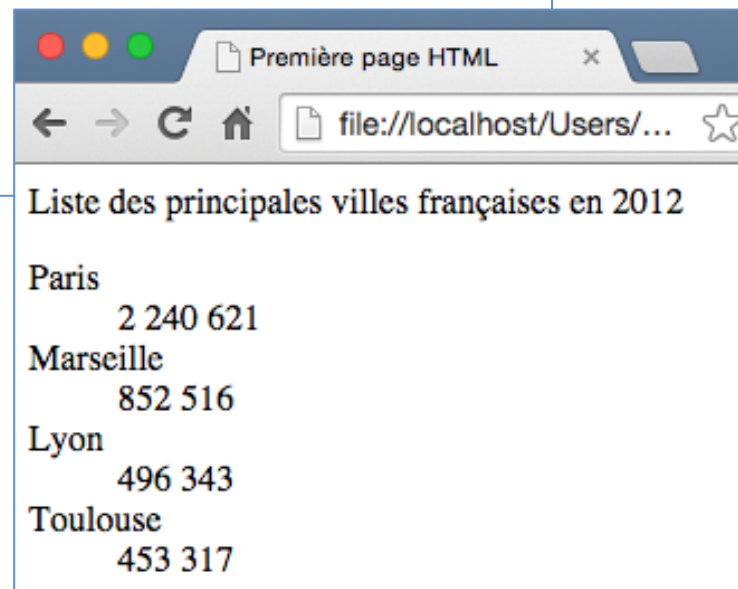 Première page HTML
file://localhost/Users/...
Liste des principales villes françaises en 2012
Paris
2 240 621
Marseille
852 516
Lyon
496 343
Toulouse
453 317